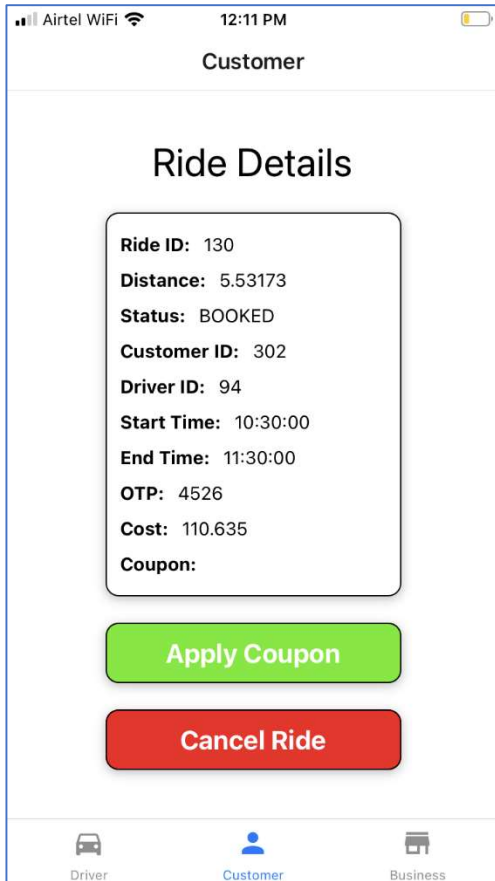 Airtel WiFi 12:11 PM
Customer
Ride Details
Ride ID: 130
Distance: 5.53173
Status: BOOKED
Customer ID: 302
Driver ID: 94
Start Time: 10:30:00
End Time: 11:30:00
OTP: 4526
Cost: 110.635
Coupon:
Apply Coupon
Cancel Ride
Driver Customer Business